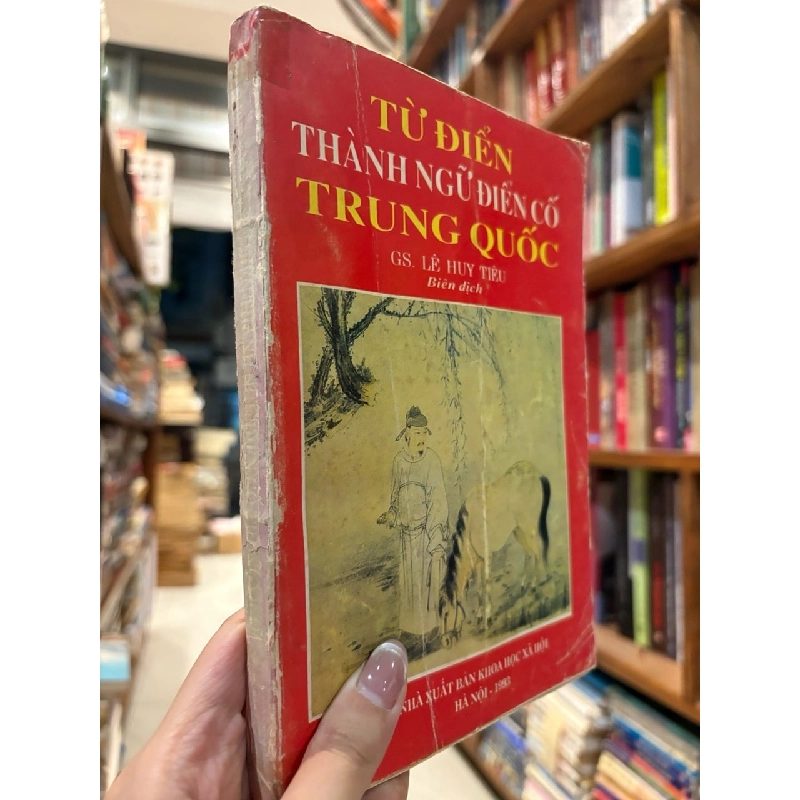 TỪ ĐIỂN
THÀNH NGỮ ĐIỂN CỐ
TRUNG QUỐC
GS. LÊ HUY TIÊU
Biên dịch
NHÀ XUẤT BẢN KHOA HỌC XÃ HỘI
HÀ NỘI - 1993